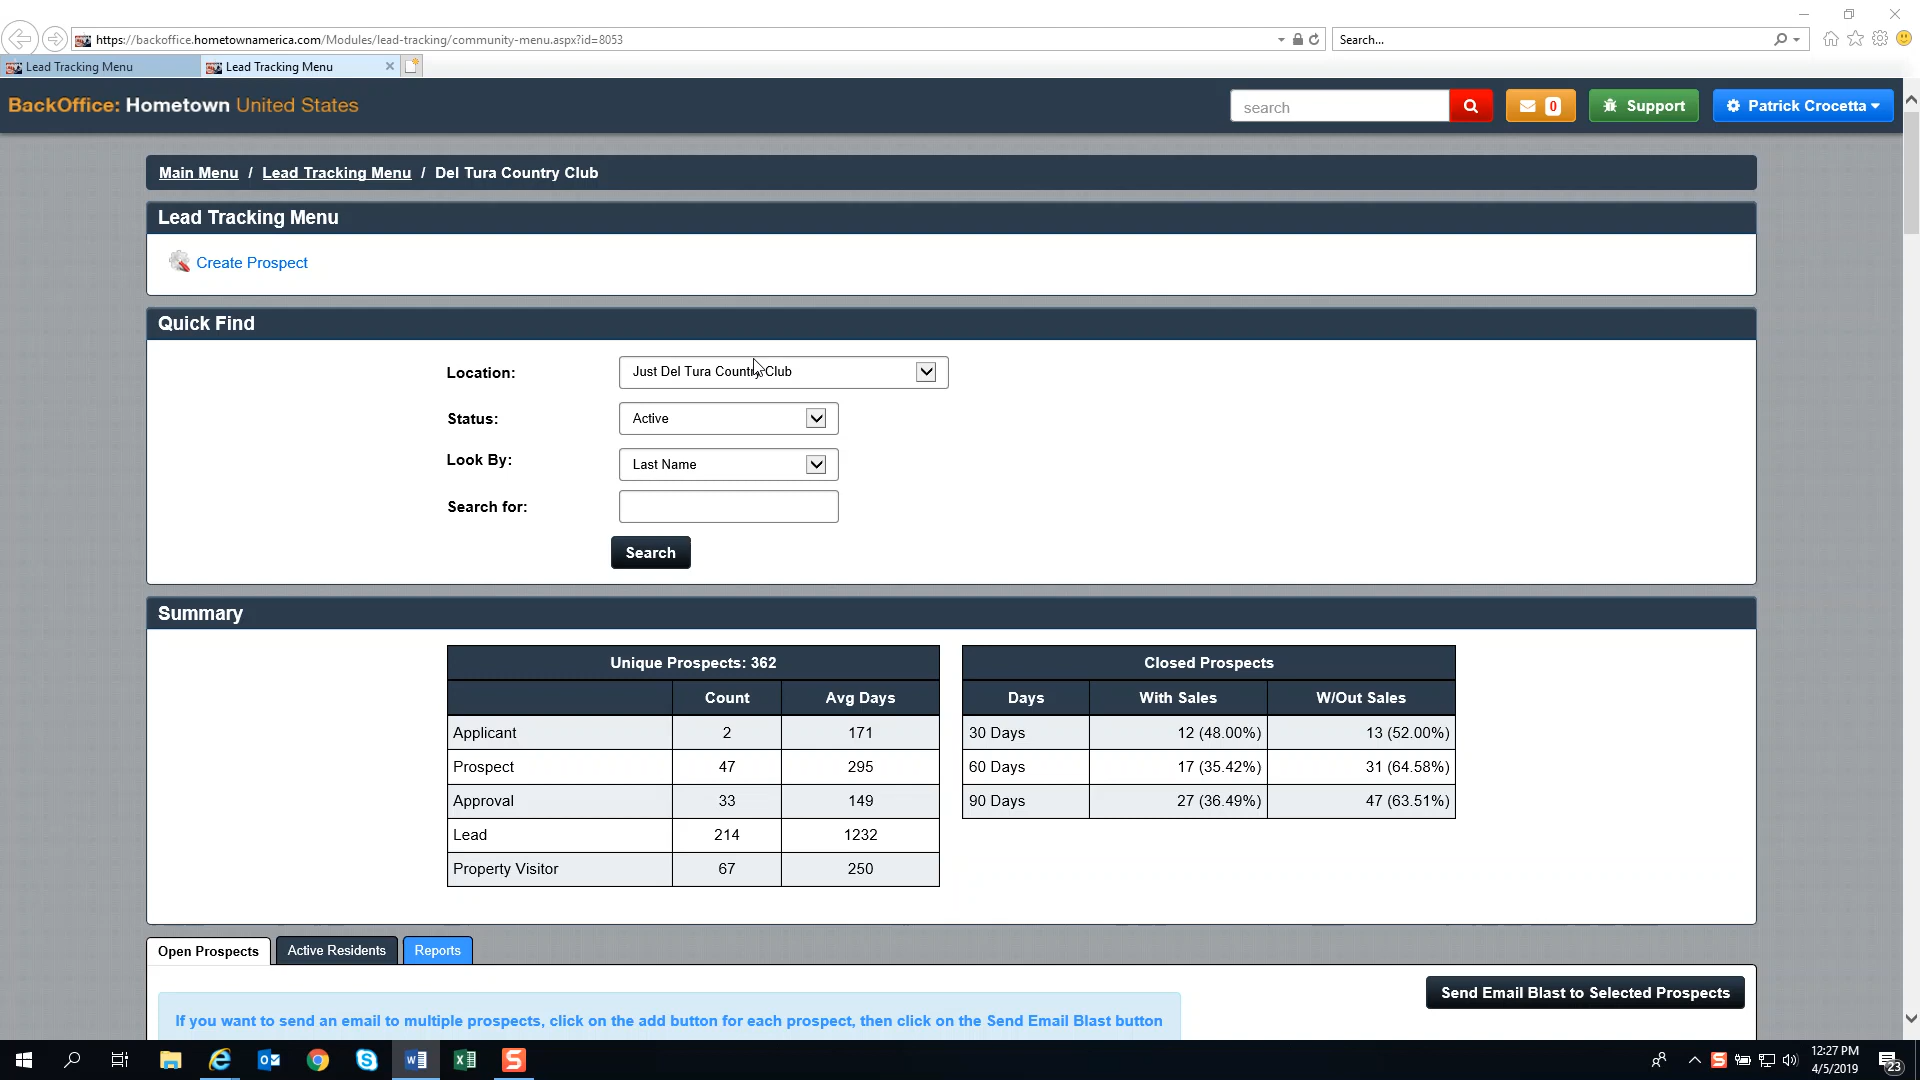 https://backoffice.hometownamerica.com/Modules/lead-tracking/community-menu.aspx?id=8053
Search...
Lead Tracking Menu
Lead Tracking Menu
BackOffice: Hometown United States
search
0
Support
Patrick Crocetta
Main Menu / Lead Tracking Menu / Del Tura Country Club
Lead Tracking Menu
Create Prospect
Quick Find
Location: Just Del Tura Country Club
Status: Active
Look By: Last Name
Search for:
Search
Summary
Unique Prospects: 362
Count Avg Days
Applicant 2 171
Prospect 47 295
Approval 33 149
Lead 214 1232
Property Visitor 67 250
Closed Prospects
Days With Sales W/Out Sales
30 Days 12 (48.00%) 13 (52.00%)
60 Days 17 (35.42%) 31 (64.58%)
90 Days 27 (36.49%) 47 (63.51%)
Open Prospects Active Residents Reports
Send Email Blast to Selected Prospects
If you want to send an email to multiple prospects, click on the add button for each prospect, then click on the Send Email Blast button
12:27 PM
4/5/2019
23